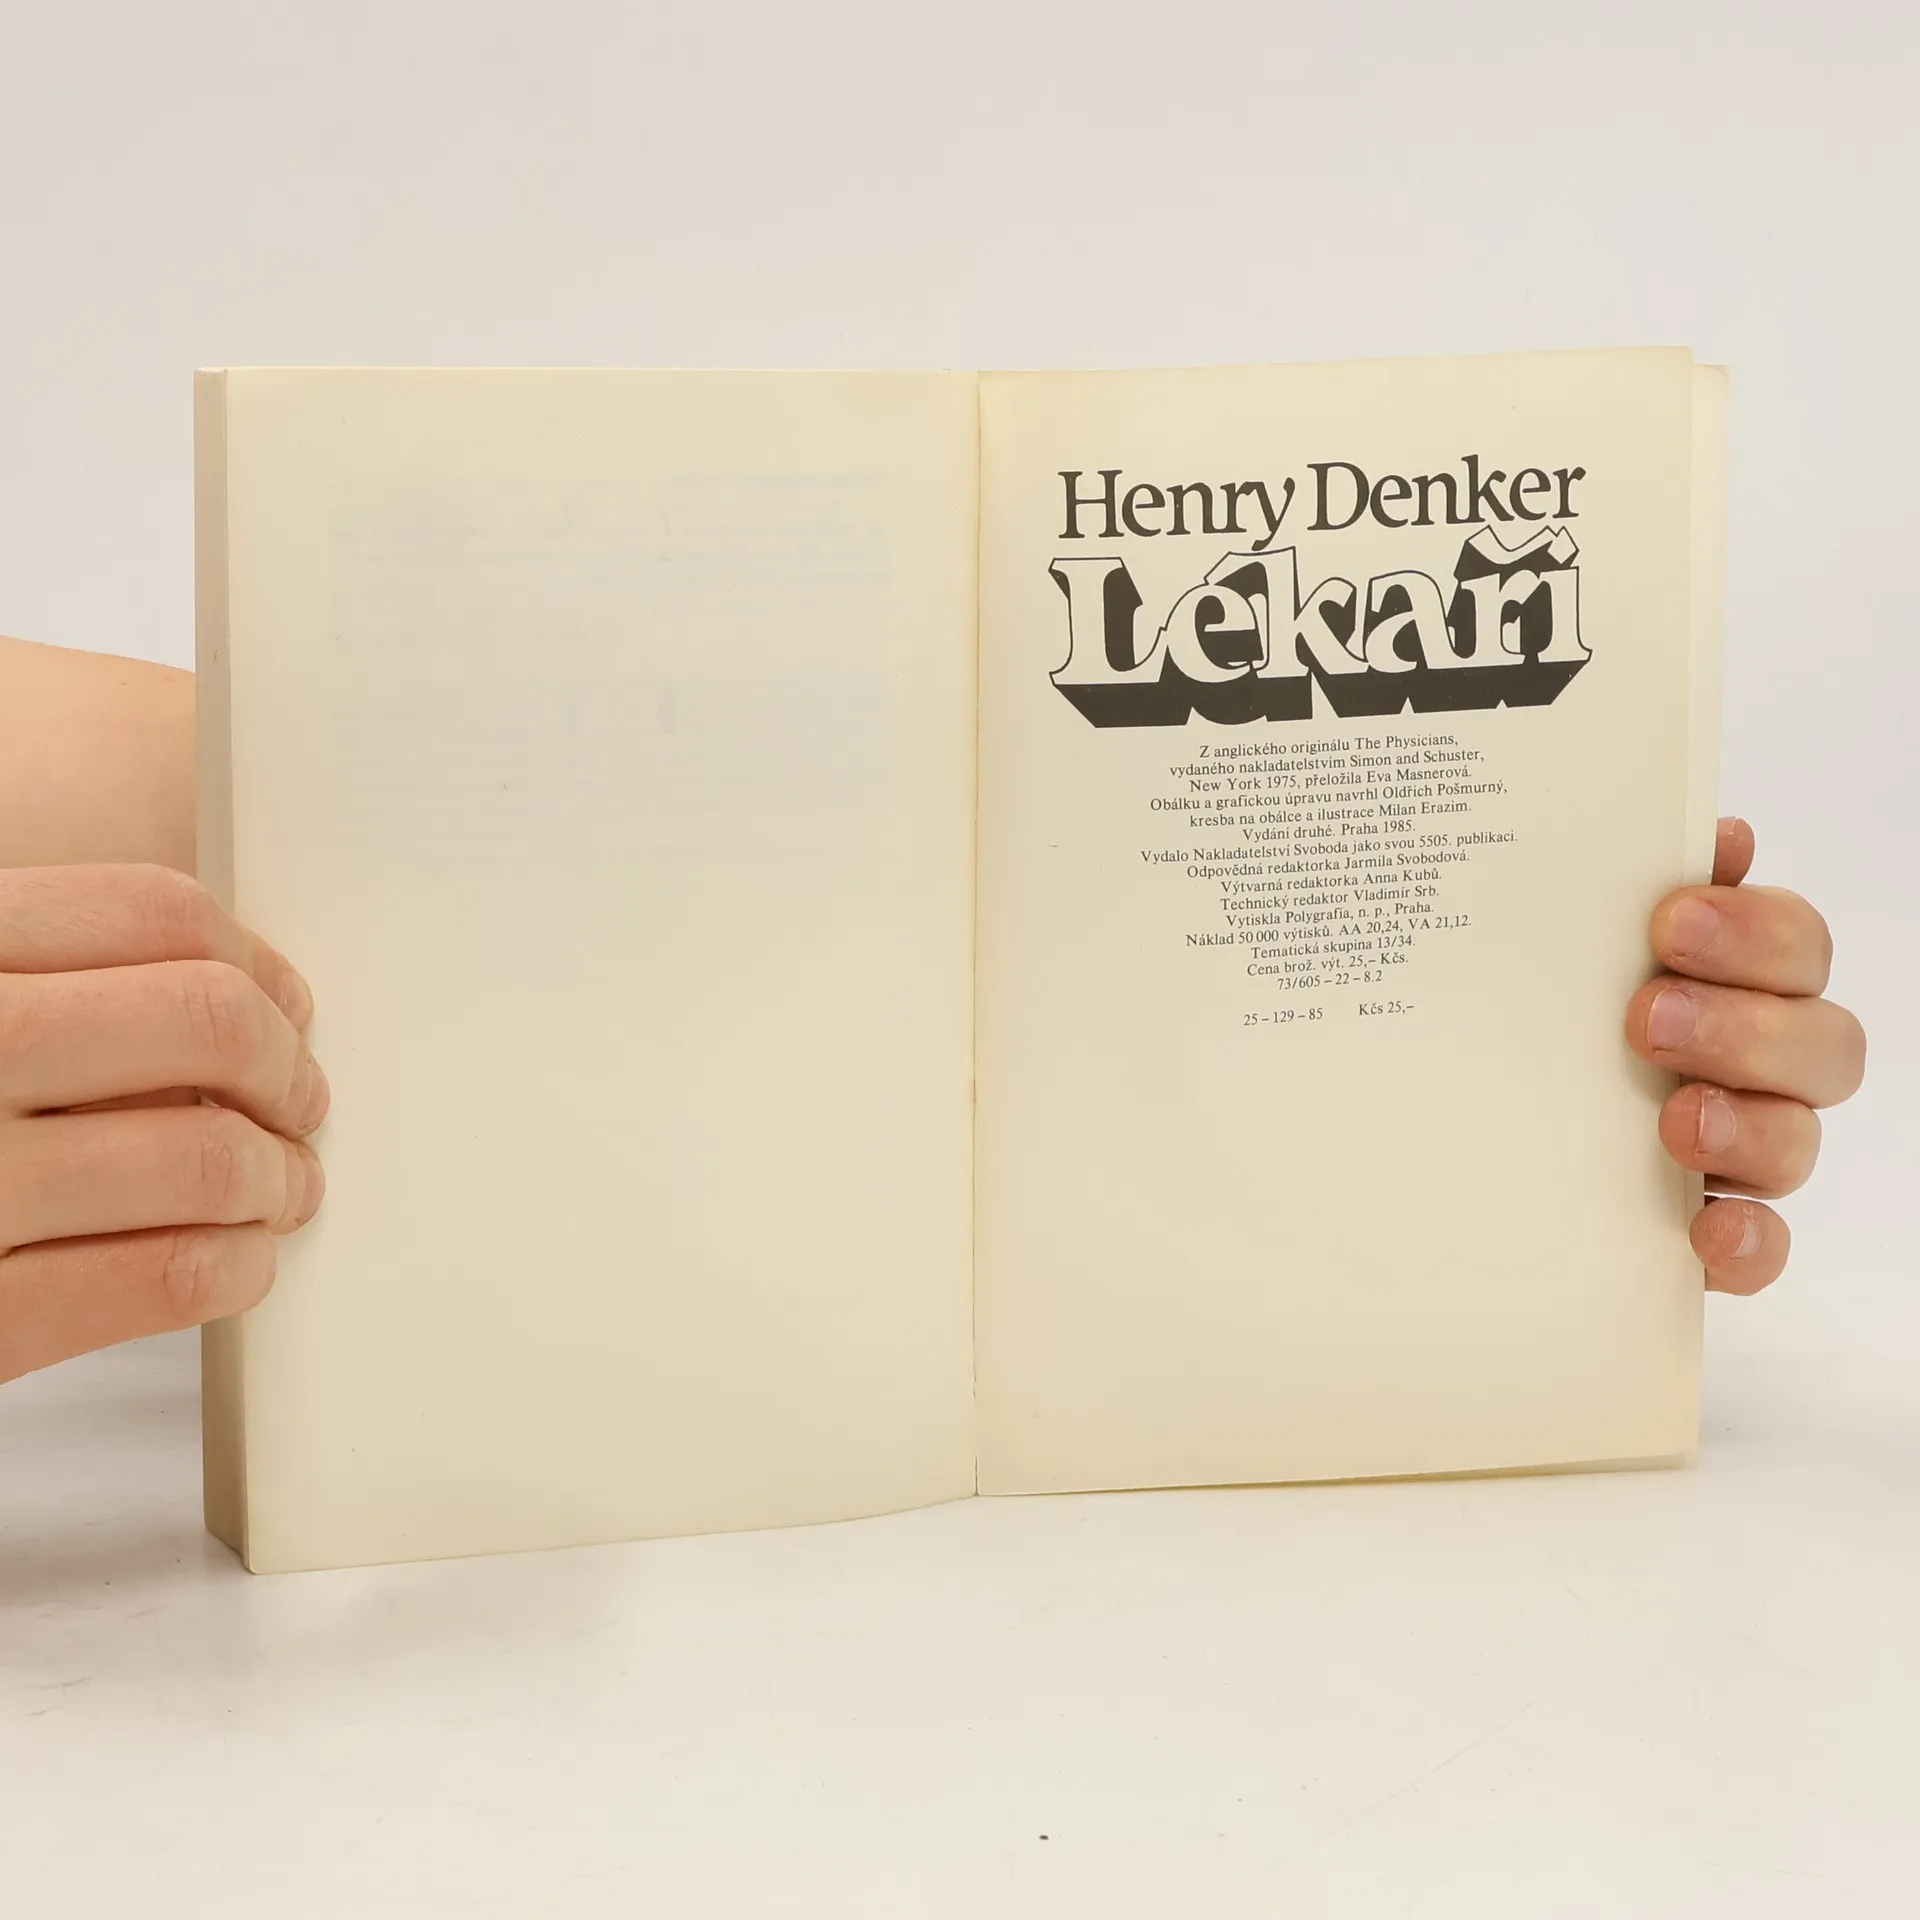 Henry Denker
Lékaři
Z anglického originálu The Physicians,
vydaného nakladatelstvím Simon and Schuster,
New York 1975, přeložila Eva Masnerová.
Obálku a grafickou úpravu navrhl Oldřich Pošmurný,
kresba na obálce a ilustrace Milan Erazim.
Vydání druhé. Praha 1985.
Vydalo Nakladatelství Svoboda jako svou 5505. publikaci.
Odpovědná redaktorka Jarmila Svobodová.
Výtvarná redaktorka Anna Kubů.
Technický redaktor Vladimír Srb.
Vytiskla Polygrafia, n. p., Praha.
Náklad 50 000 výtisků. AA 20,24, VA 21,12.
Tematická skupina 13/34.
Cena brož. výt. 25,– Kčs.
73/605 – 22 – 8.2
25 – 129 – 85 Kčs 25,–